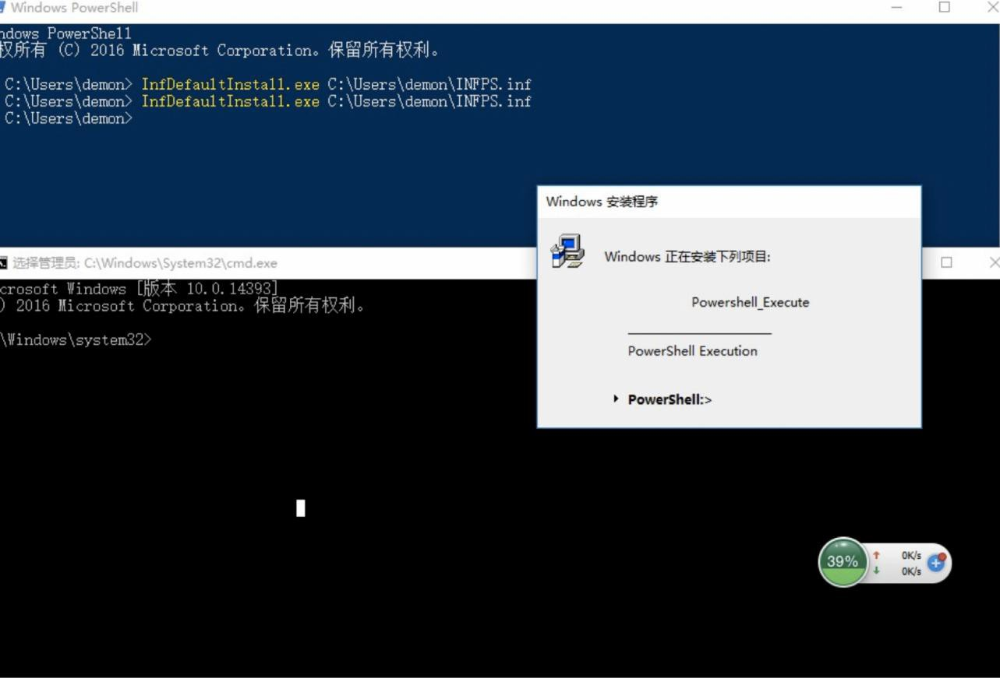 Windows PowerShell
ndows PowerShell
权所有 (C) 2016 Microsoft Corporation。保留所有权利。
C:\Users\demon> InfDefaultInstall.exe C:\Users\demon\INFPS.inf
C:\Users\demon> InfDefaultInstall.exe C:\Users\demon\INFPS.inf
C:\Users\demon>
Windows 安装程序
Windows 正在安装下列项目:
Powershell_Execute
PowerShell Execution
PowerShell:>
选择管理员: C:\Windows\System32\cmd.exe
crosoft Windows [版本 10.0.14393]
) 2016 Microsoft Corporation。保留所有权利。
\Windows\system32>
39%
0K/s
0K/s